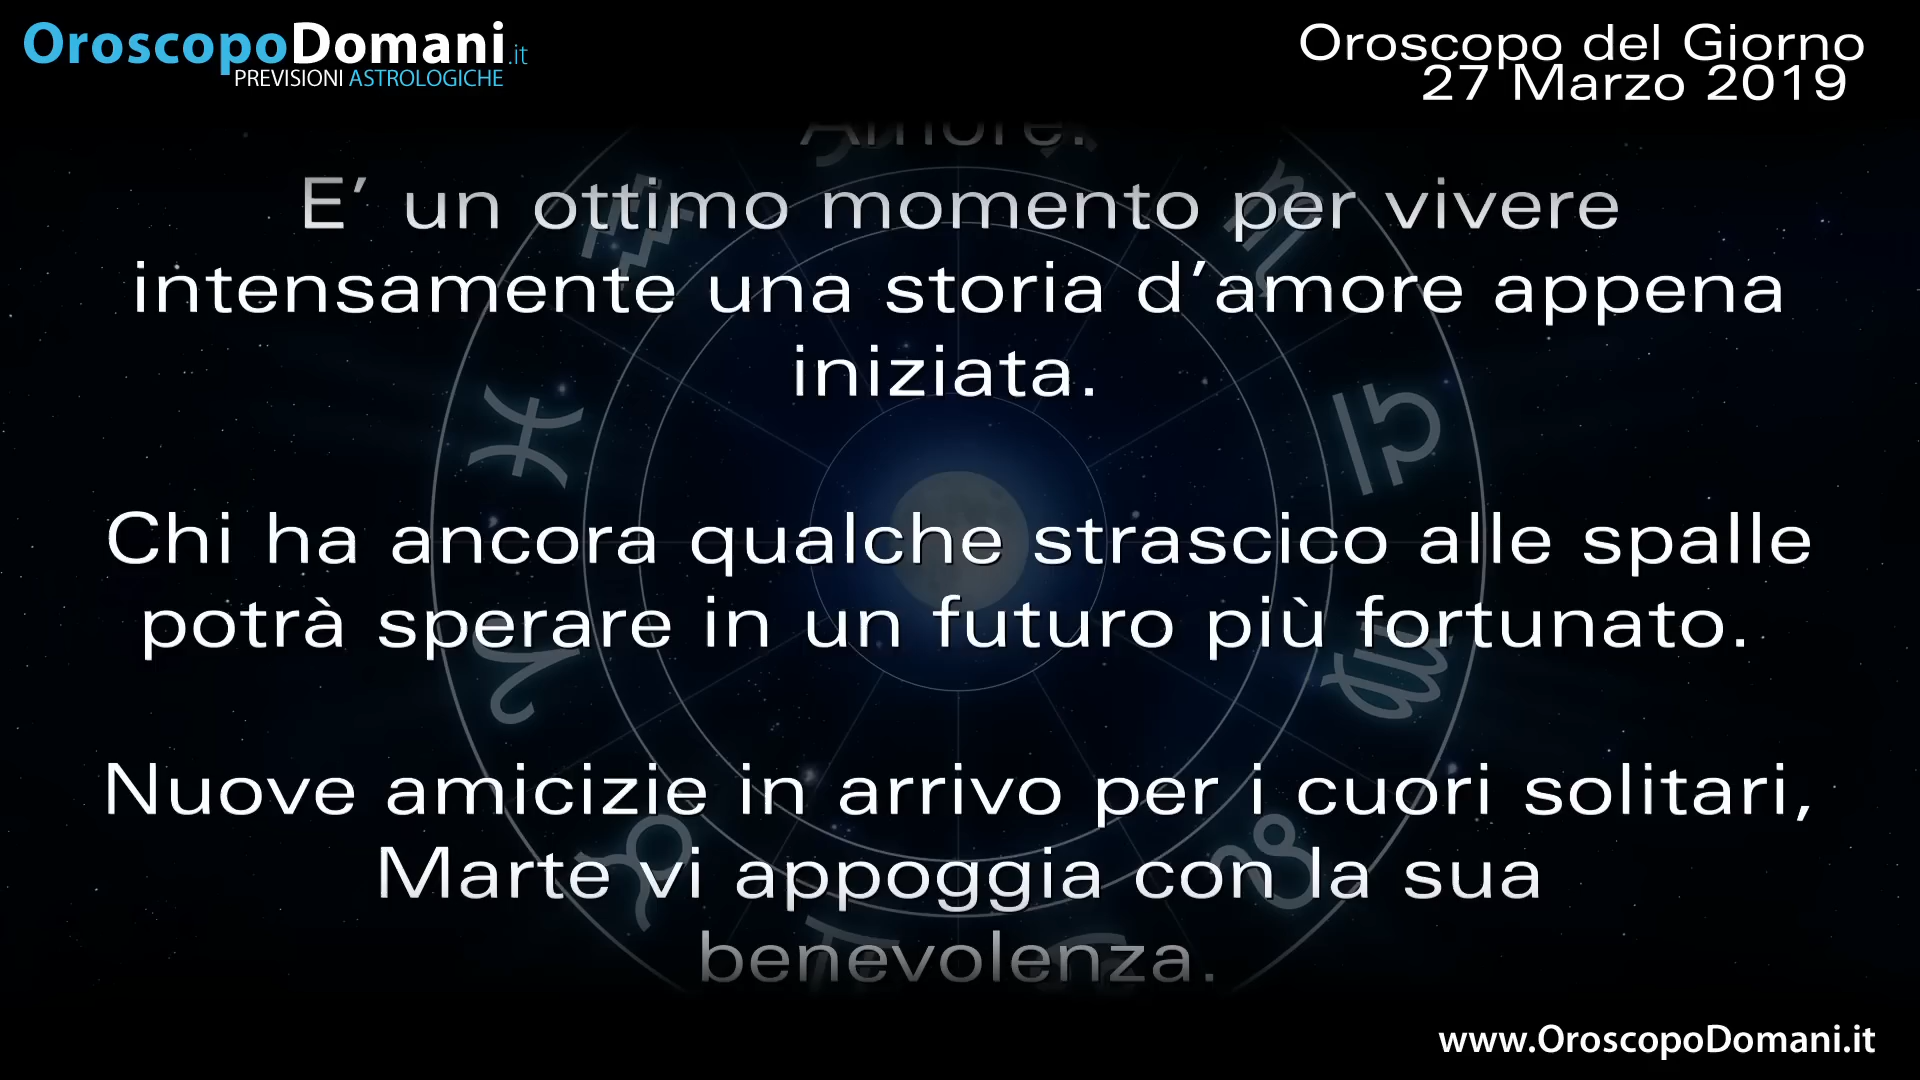 OroscopoDomani.it
PREVISIONI ASTROLOGICHE
Oroscopo del Giorno
27 Marzo 2019
Amore:
E’ un ottimo momento per vivere
intensamente una storia d’amore appena
iniziata.
Chi ha ancora qualche strascico alle spalle
potrà sperare in un futuro più fortunato.
Nuove amicizie in arrivo per i cuori solitari,
Marte vi appoggia con la sua
benevolenza.
www.OroscopoDomani.it